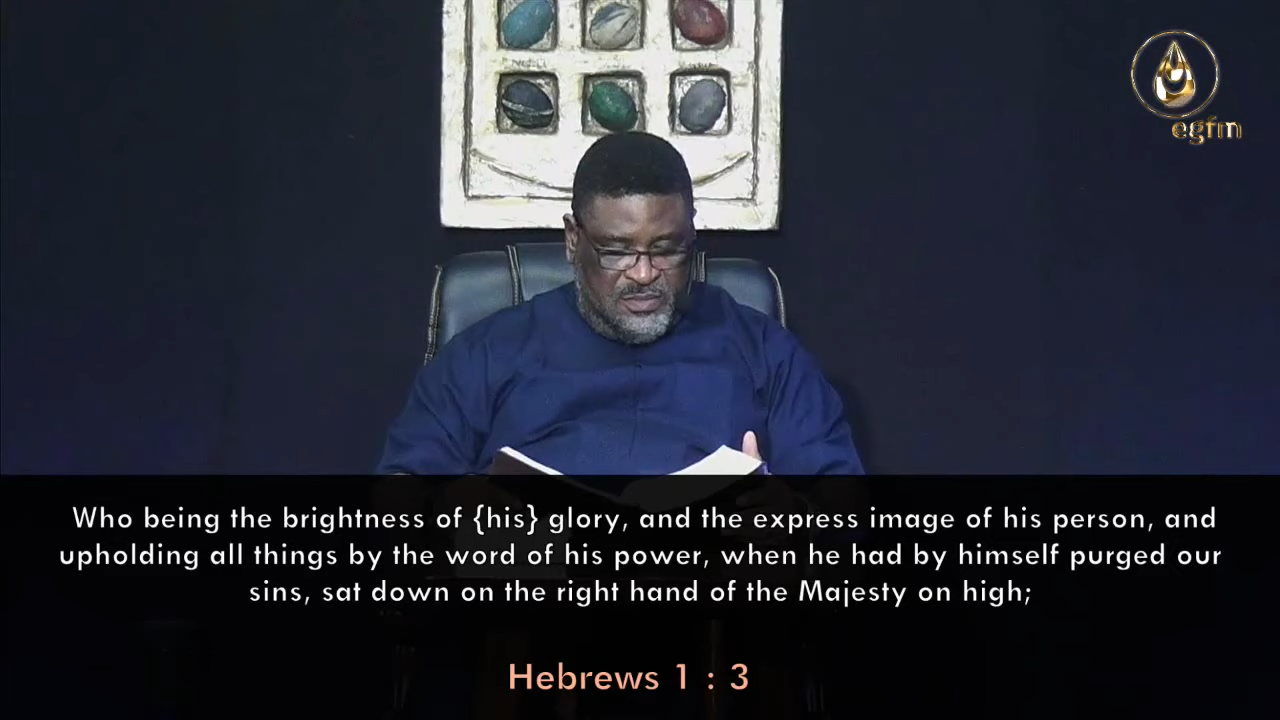 egfm
Who being the brightness of {his} glory, and the express image of his person, and
upholding all things by the word of his power, when he had by himself purged our
sins, sat down on the right hand of the Majesty on high;
Hebrews 1 : 3